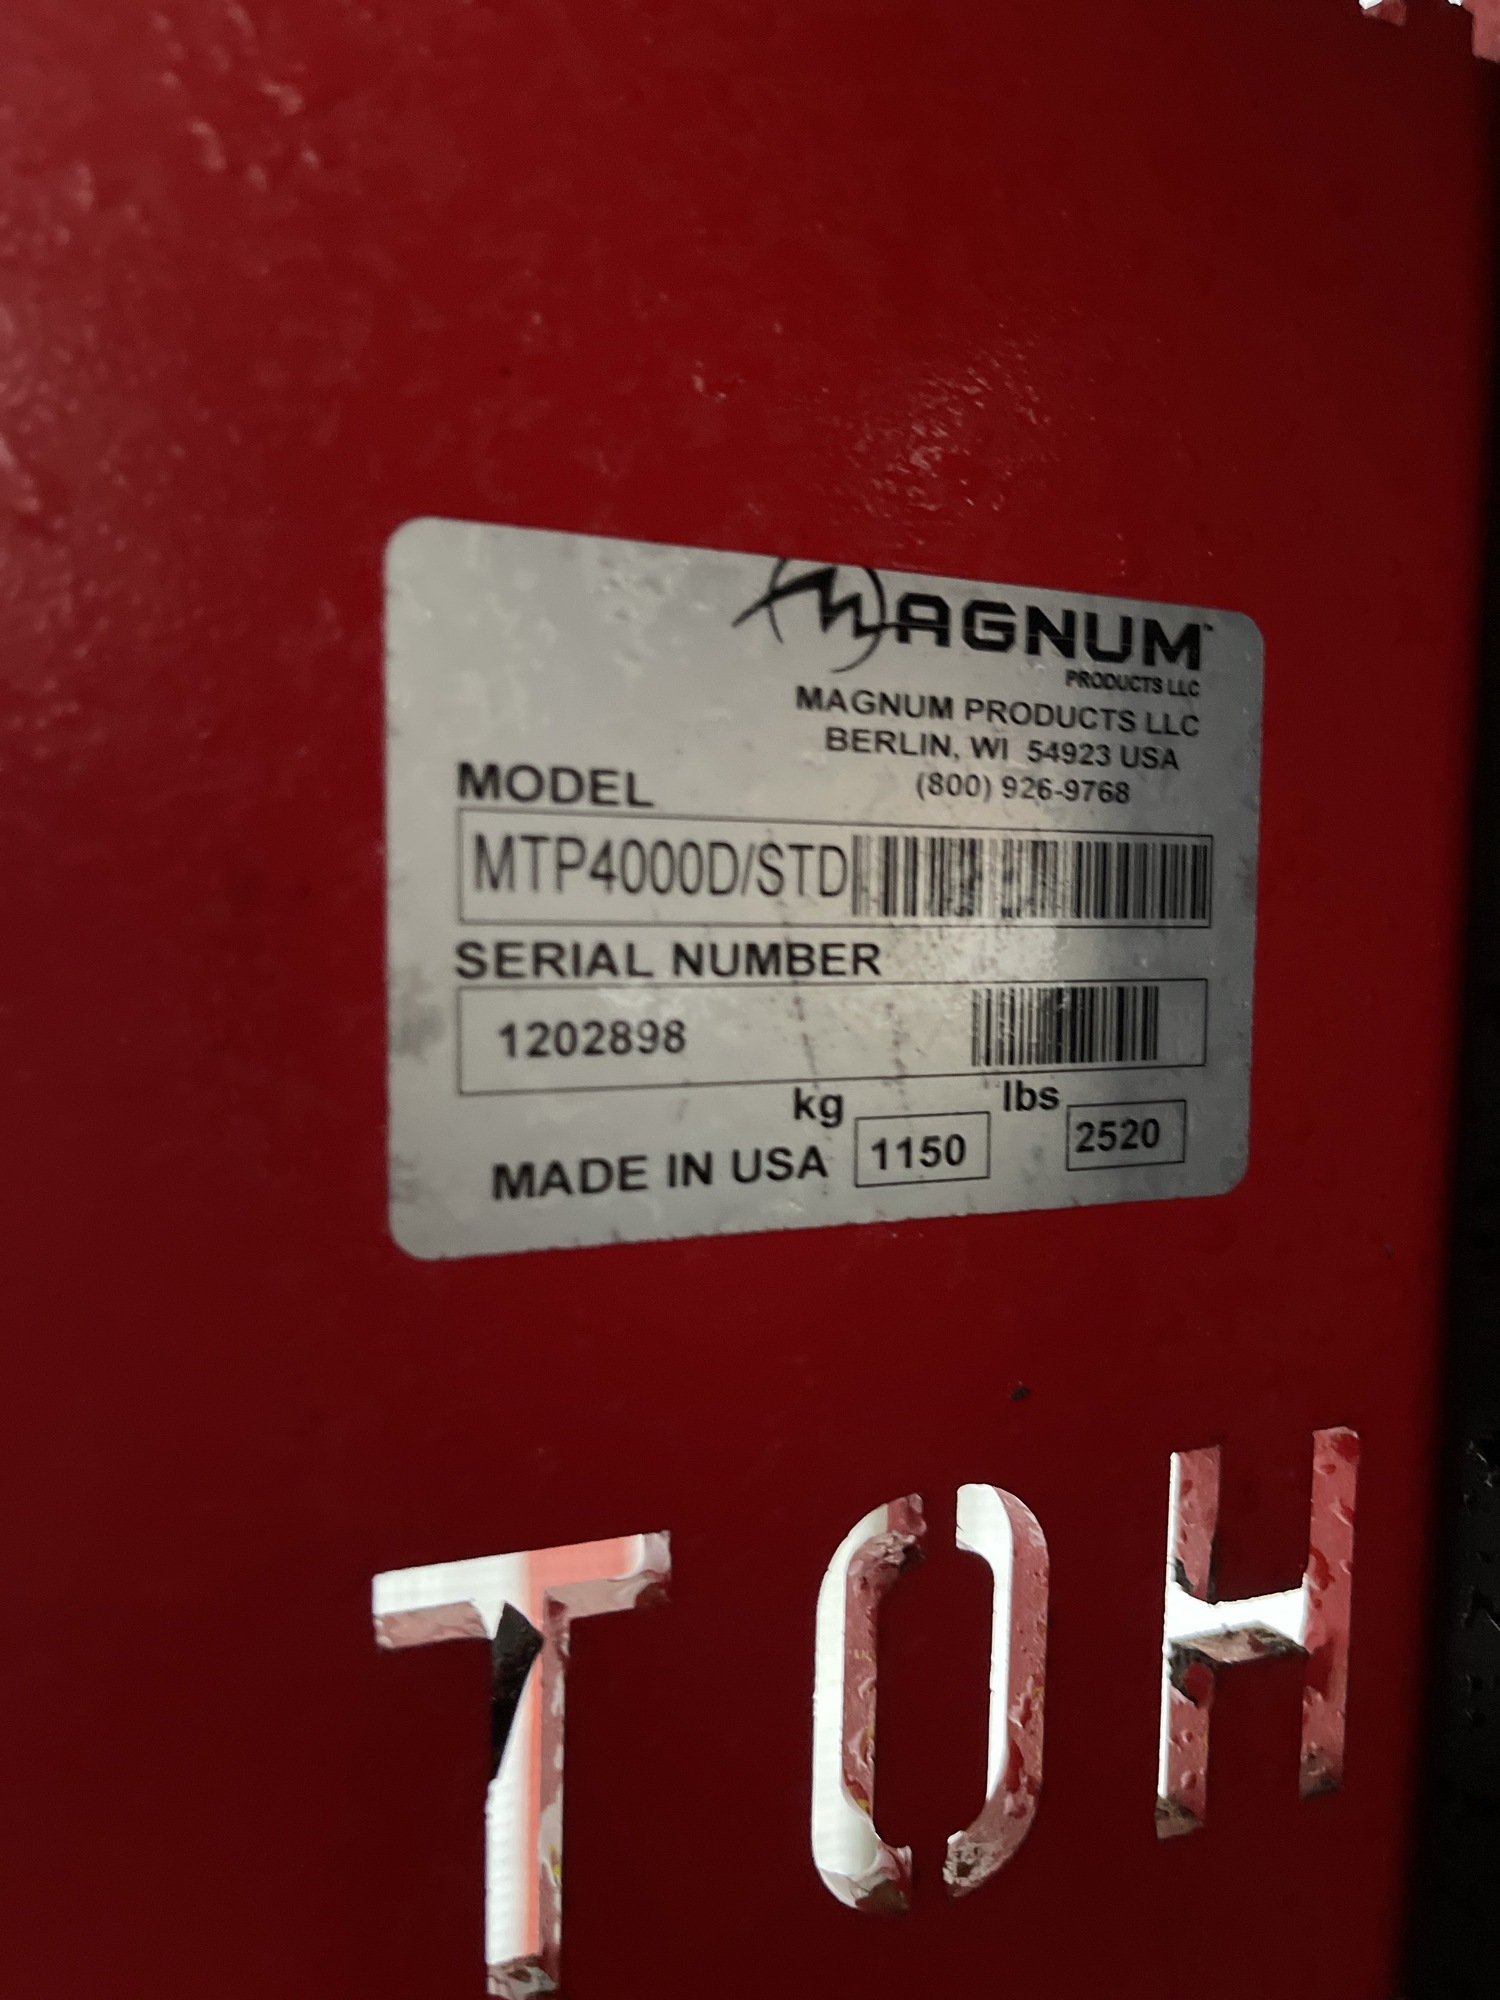 MAGNUM™
PRODUCTS LLC
MAGNUM PRODUCTS LLC
BERLIN, WI 54923 USA
(800) 926-9768
MODEL
MTP4000D/STD
SERIAL NUMBER
1202898
kg lbs
MADE IN USA 1150 2520
TOH